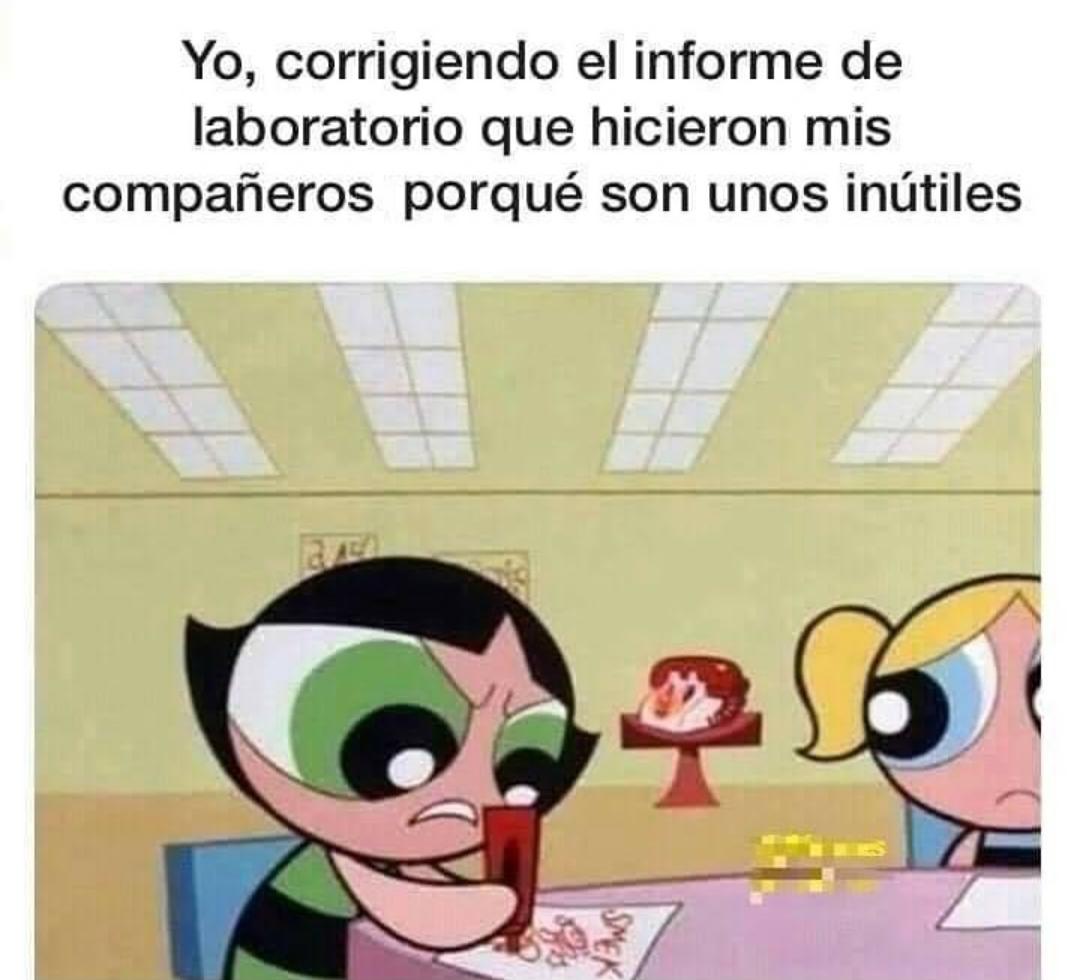 Yo, corrigiendo el informe de
laboratorio que hicieron mis
compañeros porqué son unos inútiles